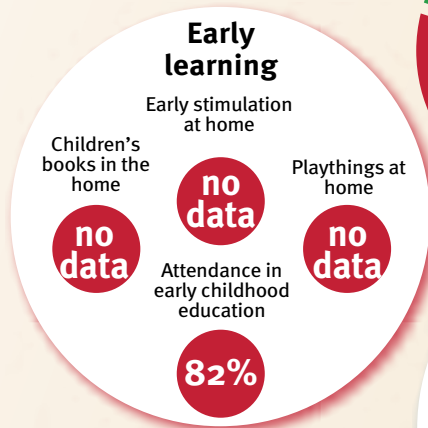 Early
learning
Early stimulation
at home
no
data
Children’s
books in the
home
no
data
Playthings at
home
no
data
Attendance in
early childhood
education
82%